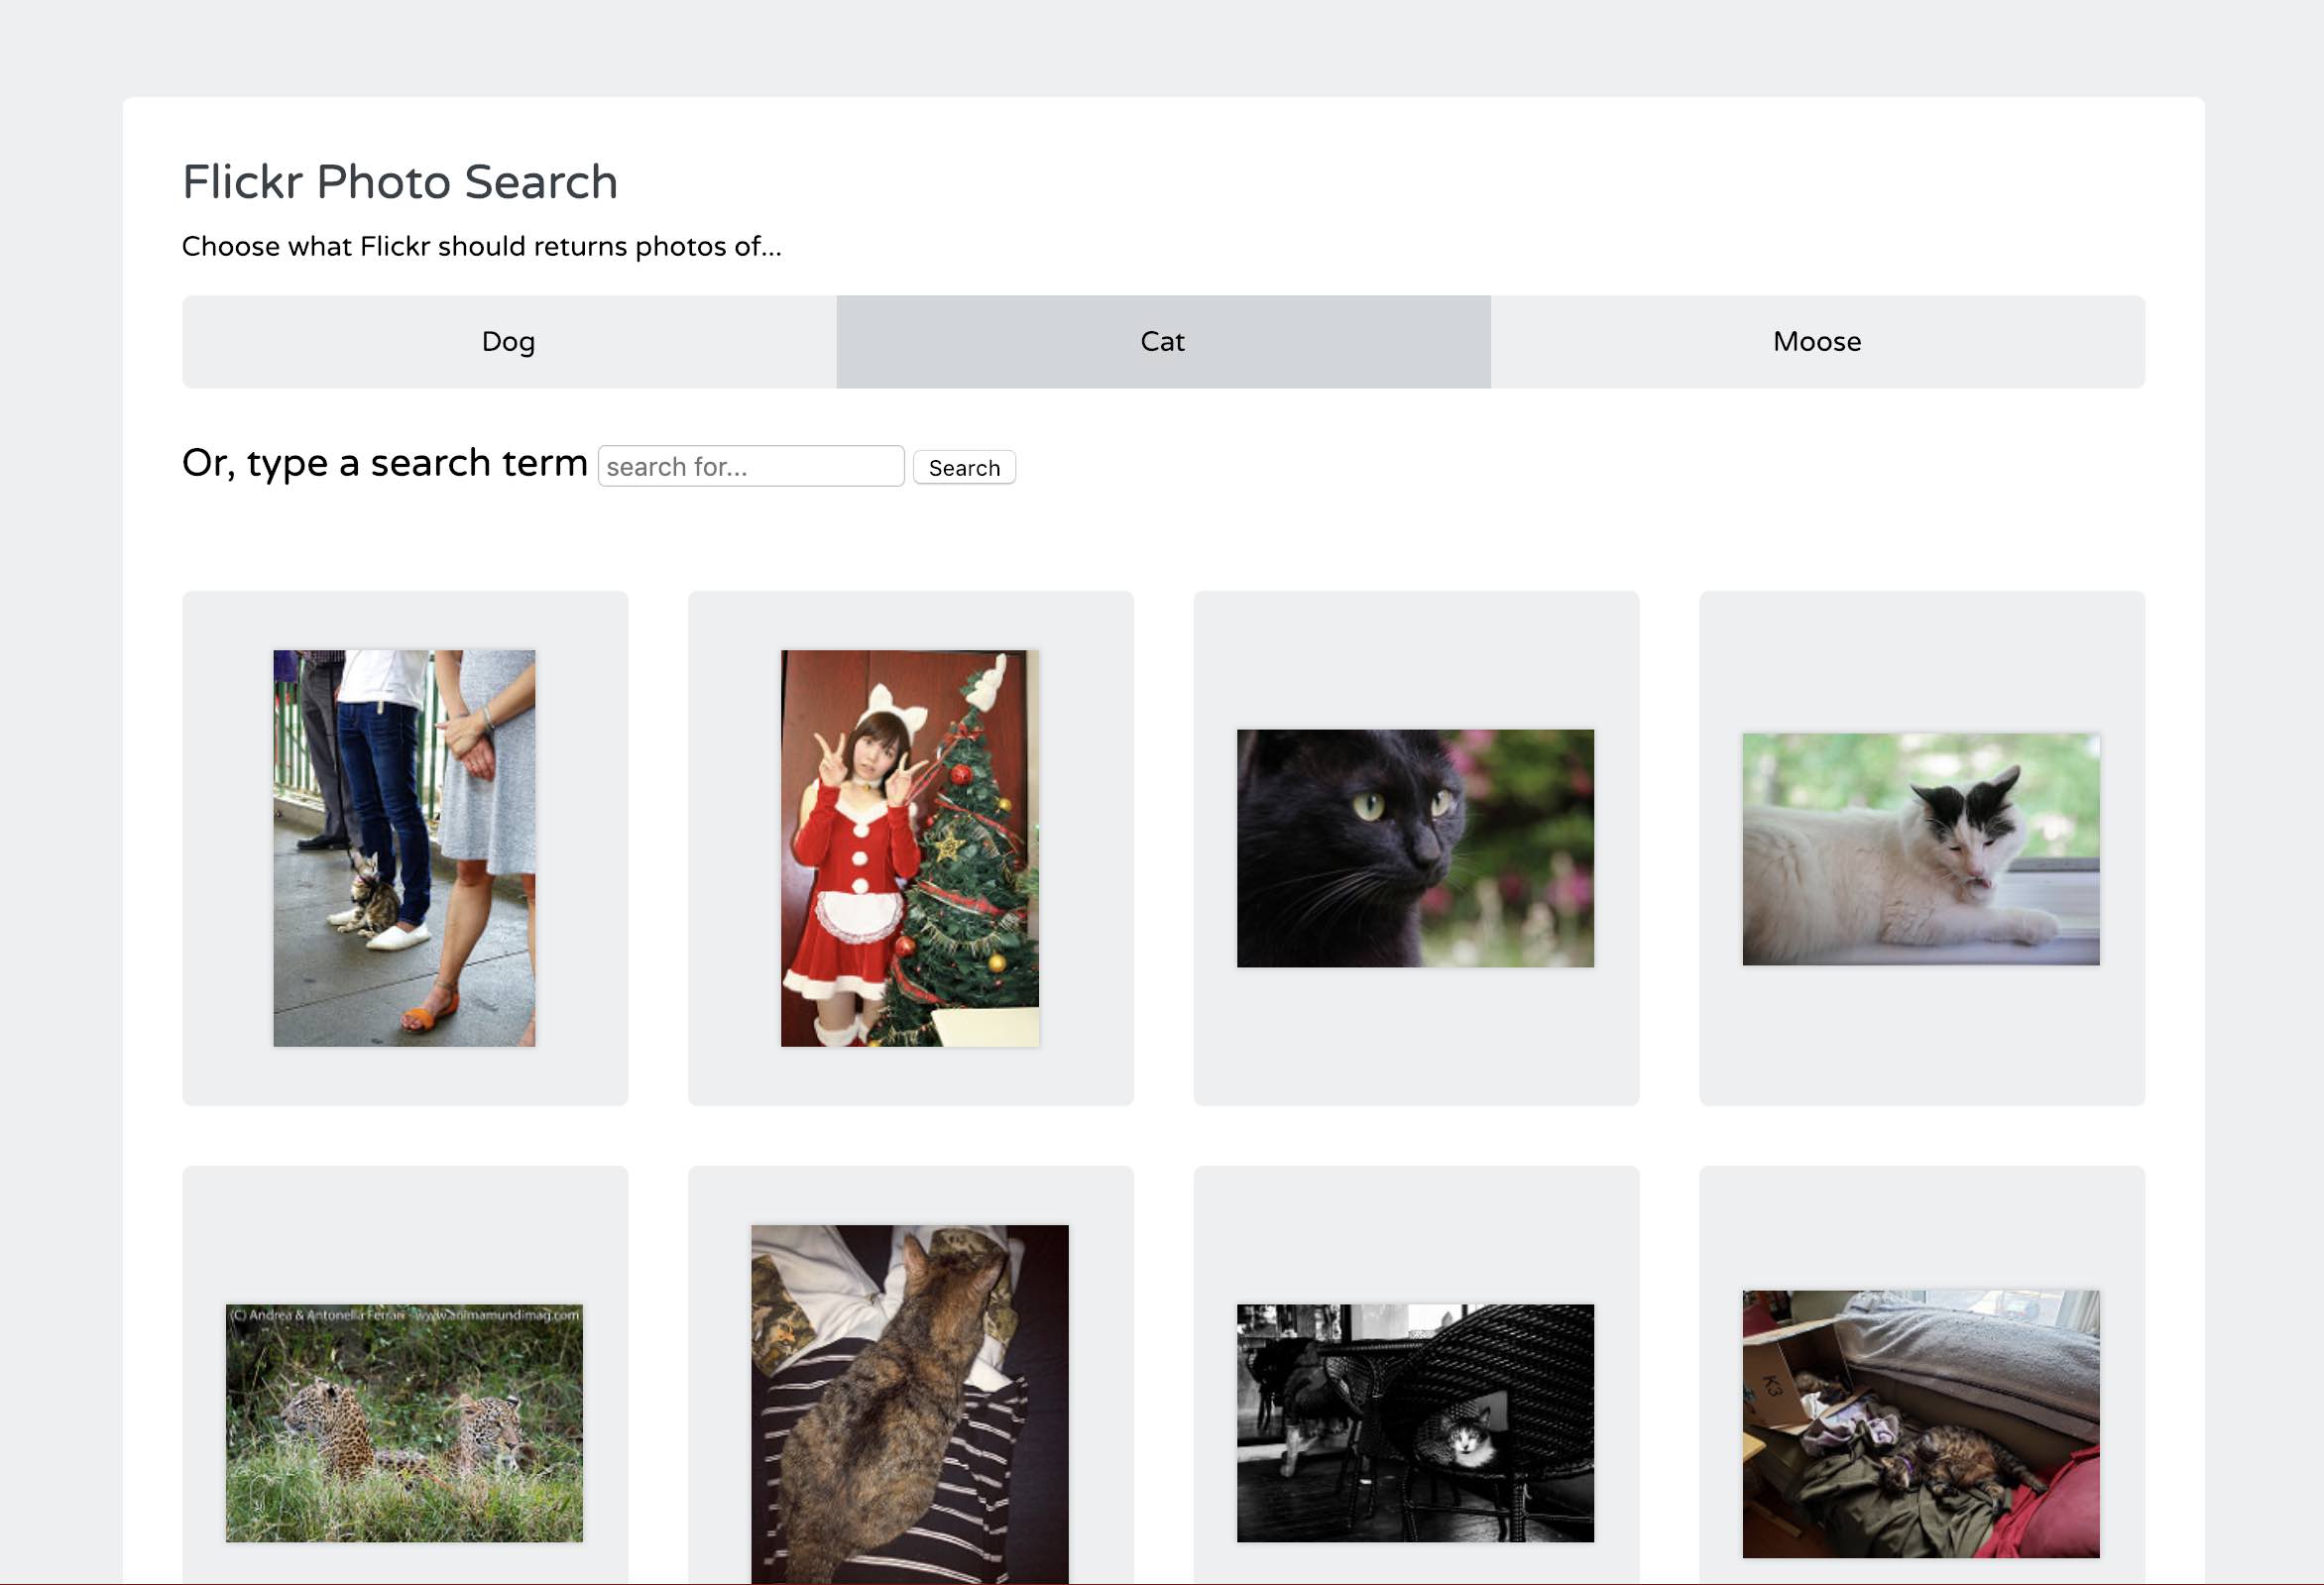 Flickr Photo Search
Choose what Flickr should returns photos of...
Dog
Cat
Moose
Or, type a search term
search for...
Search
(C) Andrea & Antonella Ferrari - www.animamundimag.com
K3